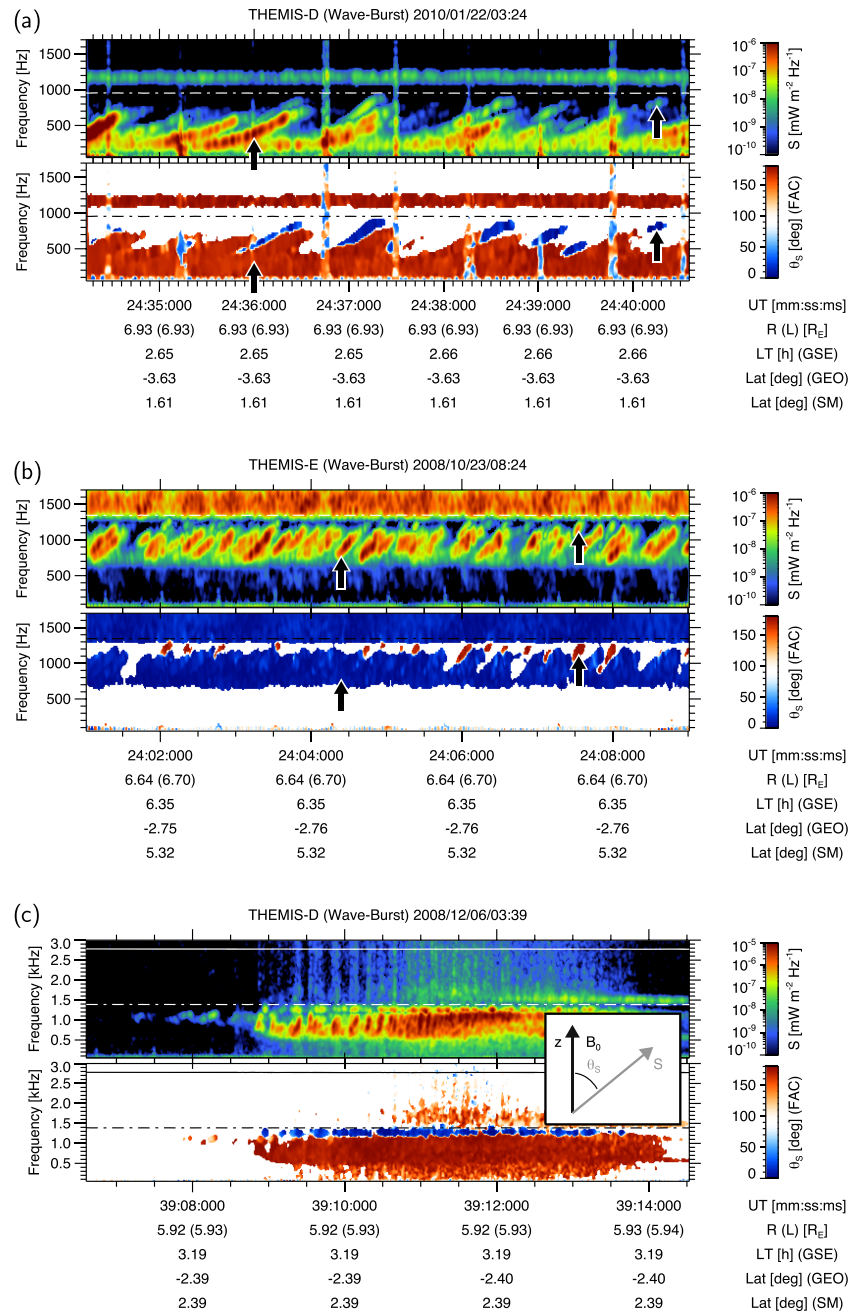 (a)
THEMIS-D (Wave-Burst) 2010/01/22/03:24
Frequency [Hz]
1500
1000
500
10⁻⁶
10⁻⁷
10⁻⁸
10⁻⁹
10⁻¹⁰
S [mW m⁻² Hz⁻¹]
Frequency [Hz]
1500
1000
500
150
100
50
0
θS [deg] (FAC)
24:35:000 24:36:000 24:37:000 24:38:000 24:39:000 24:40:000 UT [mm:ss:ms]
6.93 (6.93) 6.93 (6.93) 6.93 (6.93) 6.93 (6.93) 6.93 (6.93) 6.93 (6.93) R (L) [RE]
2.65 2.65 2.65 2.66 2.66 2.66 LT [h] (GSE)
-3.63 -3.63 -3.63 -3.63 -3.63 -3.63 Lat [deg] (GEO)
1.61 1.61 1.61 1.61 1.61 1.61 Lat [deg] (SM)
(b)
THEMIS-E (Wave-Burst) 2008/10/23/08:24
Frequency [Hz]
1500
1000
500
10⁻⁶
10⁻⁷
10⁻⁸
10⁻⁹
10⁻¹⁰
S [mW m⁻² Hz⁻¹]
Frequency [Hz]
1500
1000
500
150
100
50
0
θS [deg] (FAC)
24:02:000 24:04:000 24:06:000 24:08:000 UT [mm:ss:ms]
6.64 (6.70) 6.64 (6.70) 6.64 (6.70) 6.64 (6.70) R (L) [RE]
6.35 6.35 6.35 6.35 LT [h] (GSE)
-2.75 -2.76 -2.76 -2.76 Lat [deg] (GEO)
5.32 5.32 5.32 5.32 Lat [deg] (SM)
(c)
THEMIS-D (Wave-Burst) 2008/12/06/03:39
Frequency [kHz]
3.0
2.5
2.0
1.5
1.0
0.5
10⁻⁵
10⁻⁶
10⁻⁷
10⁻⁸
10⁻⁹
10⁻¹⁰
S [mW m⁻² Hz⁻¹]
z B0
θS S
Frequency [kHz]
3.0
2.5
2.0
1.5
1.0
0.5
150
100
50
0
θS [deg] (FAC)
39:08:000 39:10:000 39:12:000 39:14:000 UT [mm:ss:ms]
5.92 (5.93) 5.92 (5.93) 5.92 (5.93) 5.93 (5.94) R (L) [RE]
3.19 3.19 3.19 3.19 LT [h] (GSE)
-2.39 -2.39 -2.40 -2.40 Lat [deg] (GEO)
2.39 2.39 2.39 2.39 Lat [deg] (SM)